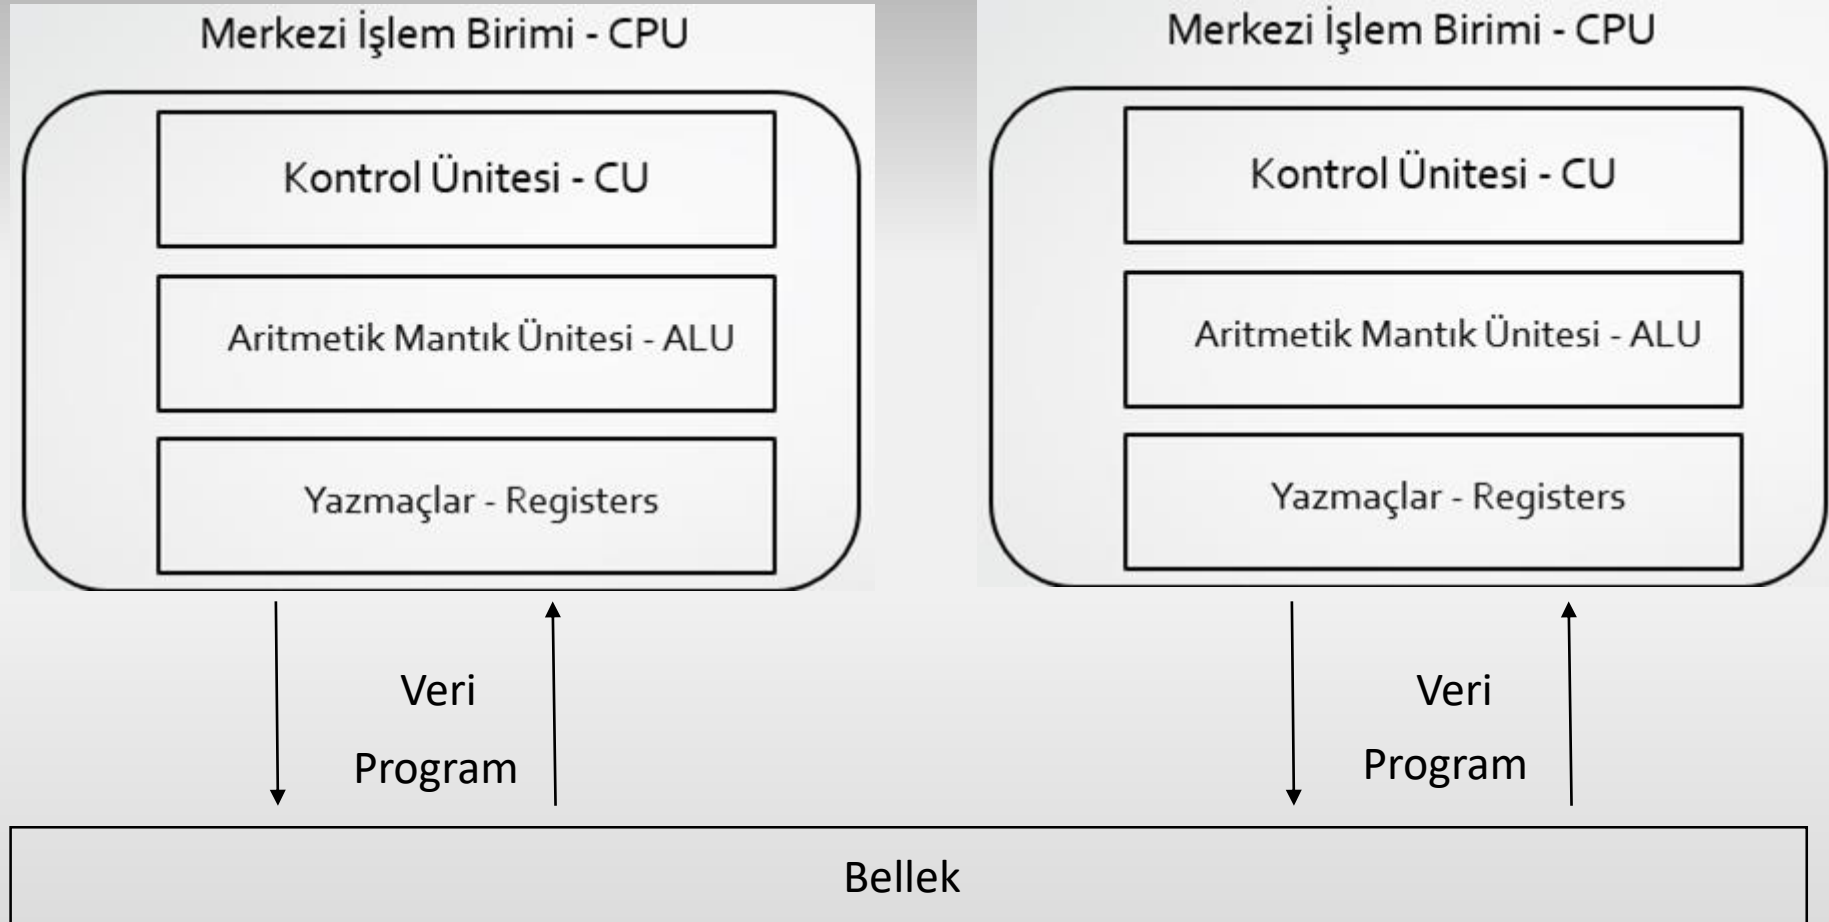 Merkezi İşlem Birimi - CPU
Kontrol Ünitesi - CU
Aritmetik Mantık Ünitesi - ALU
Yazmaçlar - Registers
Veri
Program
Merkezi İşlem Birimi - CPU
Kontrol Ünitesi - CU
Aritmetik Mantık Ünitesi - ALU
Yazmaçlar - Registers
Veri
Program
Bellek